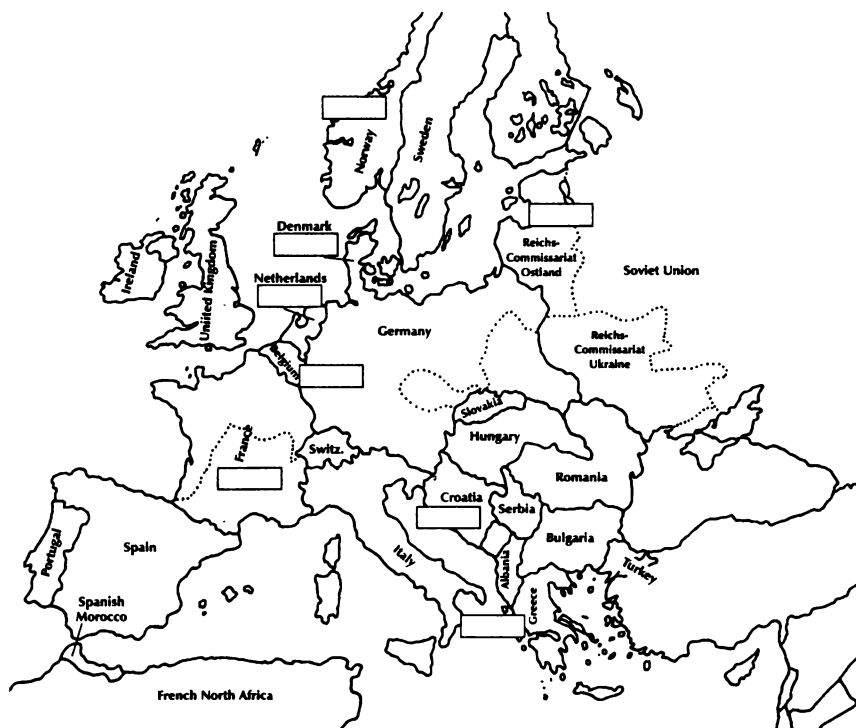 Norway
Sweden
Denmark
Reichs-
Commissariat
Ostland
Soviet Union
Ireland
Uniited Kingdom
Netherlands
Germany
Reichs-
Commissariat
Ukraine
Belgium
Slovakia
France
Switz.
Hungary
Romania
Croatia
Serbia
Bulgaria
Portugal
Spain
Italy
Albania
Greece
Turkey
Spanish
Morocco
French North Africa